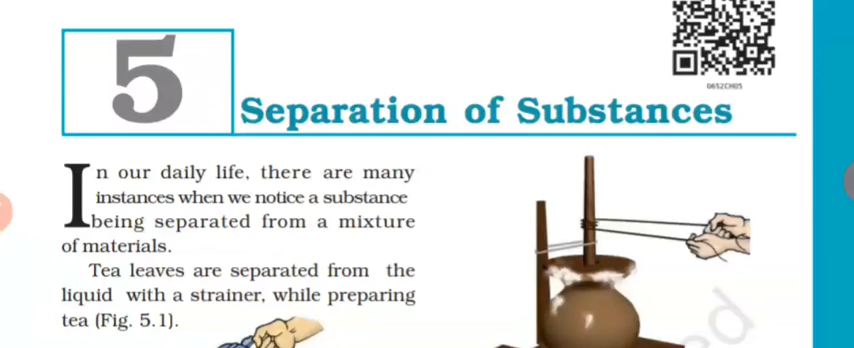 5
0652CH05
Separation of Substances
In our daily life, there are many
instances when we notice a substance
being separated from a mixture
of materials.
Tea leaves are separated from the
liquid with a strainer, while preparing
tea (Fig. 5.1).